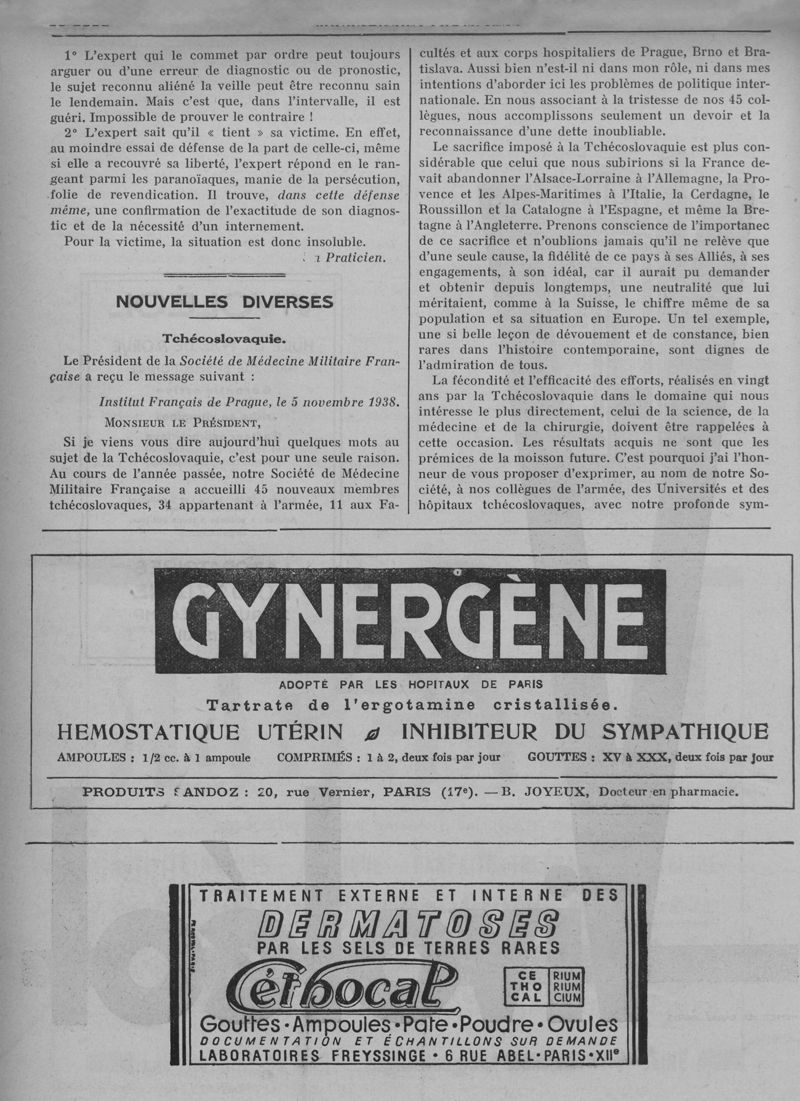 1° L'expert qui le commet par ordre peut toujours
arguer ou d'une erreur de diagnostic ou de pronostic,
le sujet reconnu aliéné la veille peut être reconnu sain
le lendemain. Mais c'est que, dans l'intervalle, il est
guéri. Impossible de prouver le contraire !
2° L'expert sait qu'il « tient » sa victime. En effet,
au moindre essai de défense de la part de celle-ci, même
si elle a recouvré sa liberté, l'expert répond en le ran-
geant parmi les paranoïaques, manie de la persécution,
folie de revendication. Il trouve, dans cette défense
même, une confirmation de l'exactitude de son diagnos-
tic et de la nécessité d'un internement.
Pour la victime, la situation est donc insoluble.
Praticien.
NOUVELLES DIVERSES
Tchécoslovaquie.
Le Président de la Société de Médecine Militaire Fran-
çaise a reçu le message suivant :
Institut Français de Prague, le 5 novembre 1938.
MONSIEUR LE PRÉSIDENT,
Si je viens vous dire aujourd'hui quelques mots au
sujet de la Tchécoslovaquie, c'est pour une seule raison.
Au cours de l'année passée, notre Société de Médecine
Militaire Française a accueilli 45 nouveaux membres
tchécoslovaques, 34 appartenant à l'armée, 11 aux Fa-
cultés et aux corps hospitaliers de Prague, Brno et Bra-
tislava. Aussi bien n'est-il ni dans mon rôle, ni dans mes
intentions d'aborder ici les problèmes de politique inter-
nationale. En nous associant à la tristesse de nos 45 col-
lègues, nous accomplissons seulement un devoir et la
reconnaissance d'une dette inoubliable.
Le sacrifice imposé à la Tchécoslovaquie est plus con-
sidérable que celui que nous subirions si la France de-
vait abandonner l'Alsace-Lorraine à l'Allemagne, la Pro-
vence et les Alpes-Maritimes à l'Italie, la Cerdagne, le
Roussillon et la Catalogne à l'Espagne, et même la Bre-
tagne à l'Angleterre. Prenons conscience de l'importanec
de ce sacrifice et n'oublions jamais qu'il ne relève que
d'une seule cause, la fidélité de ce pays à ses Alliés, à ses
engagements, à son idéal, car il aurait pu demander
et obtenir depuis longtemps, une neutralité que lui
méritaient, comme à la Suisse, le chiffre même de sa
population et sa situation en Europe. Un tel exemple,
une si belle leçon de dévouement et de constance, bien
rares dans l'histoire contemporaine, sont dignes de
l'admiration de tous.
La fécondité et l'efficacité des efforts, réalisés en vingt
ans par la Tchécoslovaquie dans le domaine qui nous
intéresse le plus directement, celui de la science, de la
médecine et de la chirurgie, doivent être rappelées à
cette occasion. Les résultats acquis ne sont que les
prémices de la moisson future. C'est pourquoi j'ai l'hon-
neur de vous proposer d'exprimer, au nom de notre So-
ciété, à nos collègues de l'armée, des Universités et des
hôpitaux tchécoslovaques, avec notre profonde sym-
GYNERGÈNE
ADOPTÉ PAR LES HOPITAUX DE PARIS
Tartrate de l'ergotamine cristallisée.
HEMOSTATIQUE UTÉRIN INHIBITEUR DU SYMPATHIQUE
AMPOULES : 1/2 cc. à 1 ampoule COMPRIMÉS : 1 à 2, deux fois par jour GOUTTES : XV à XXX, deux fois par jour
PRODUITS SANDOZ : 20, rue Vernier, PARIS (17e). — B. JOYEUX, Docteur en pharmacie.
TRAITEMENT EXTERNE ET INTERNE DES
DERMATOSES
PAR LES SELS DE TERRES RARES
Céthocal
CE RIUM
THO RIUM
CAL CIUM
Gouttes • Ampoules • Pate • Poudre • Ovules
DOCUMENTATION ET ÉCHANTILLONS SUR DEMANDE
LABORATOIRES FREYSSINGE • 6 RUE ABEL • PARIS • XIIe